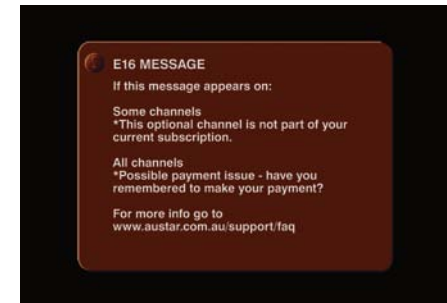 E16 MESSAGE
If this message appears on:
Some channels
*This optional channel is not part of your
current subscription.
All channels
*Possible payment issue - have you
remembered to make your payment?
For more info go to
www.austar.com.au/support/faq